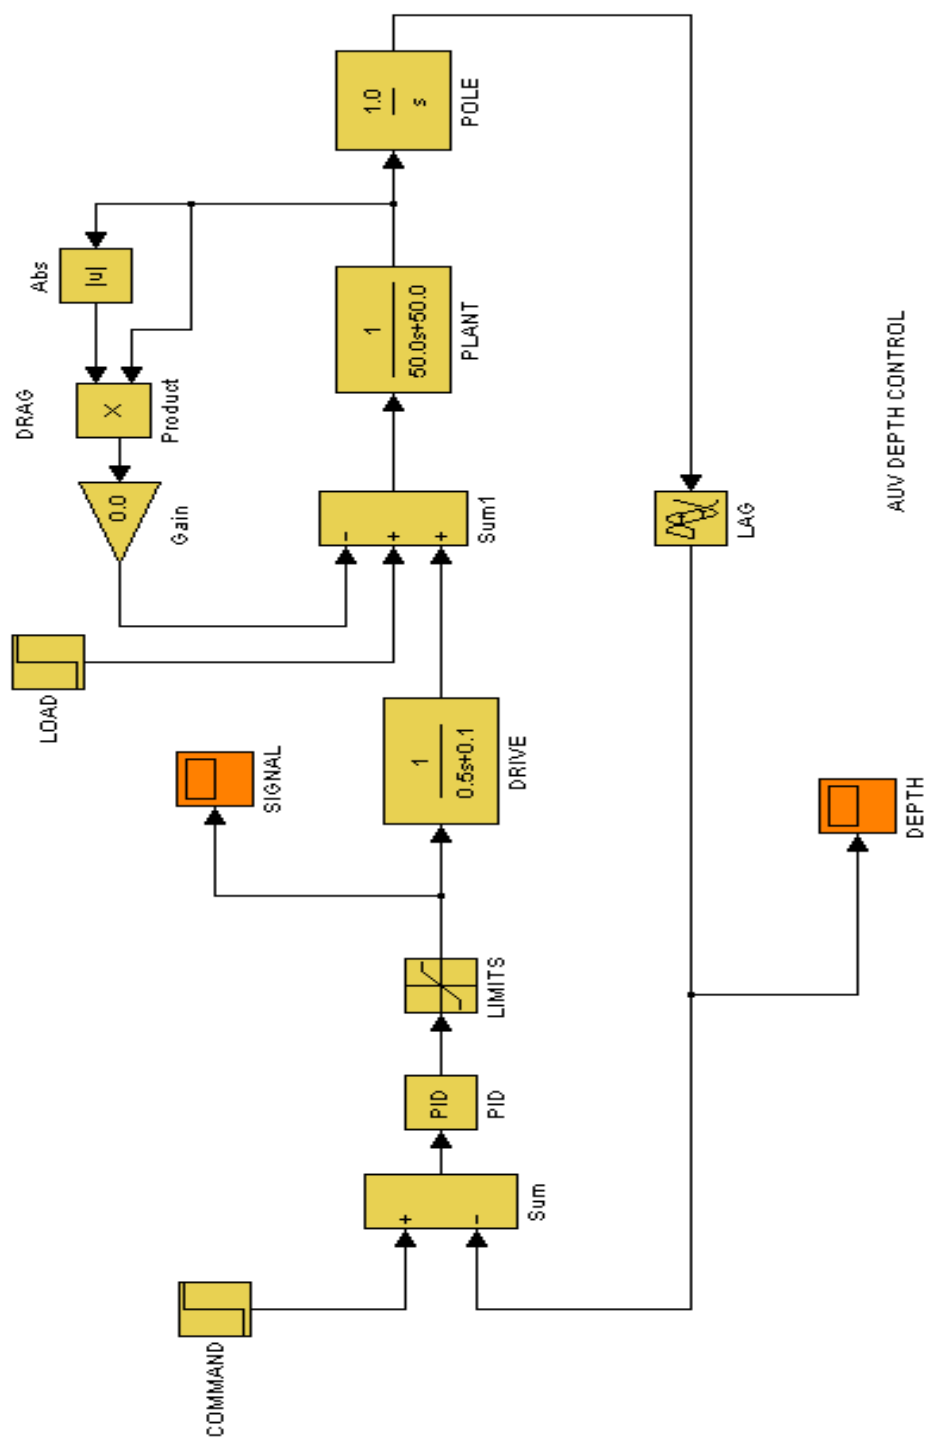 COMMAND
+
-
Sum
PID
PID
LIMITS
SIGNAL
1
0.5s+0.1
DRIVE
LOAD
-
+
+
Sum1
0.0
Gain
DRAG
X
Product
Abs
|u|
1
50.0s+50.0
PLANT
1.0
s
POLE
LAG
DEPTH
AUV DEPTH CONTROL